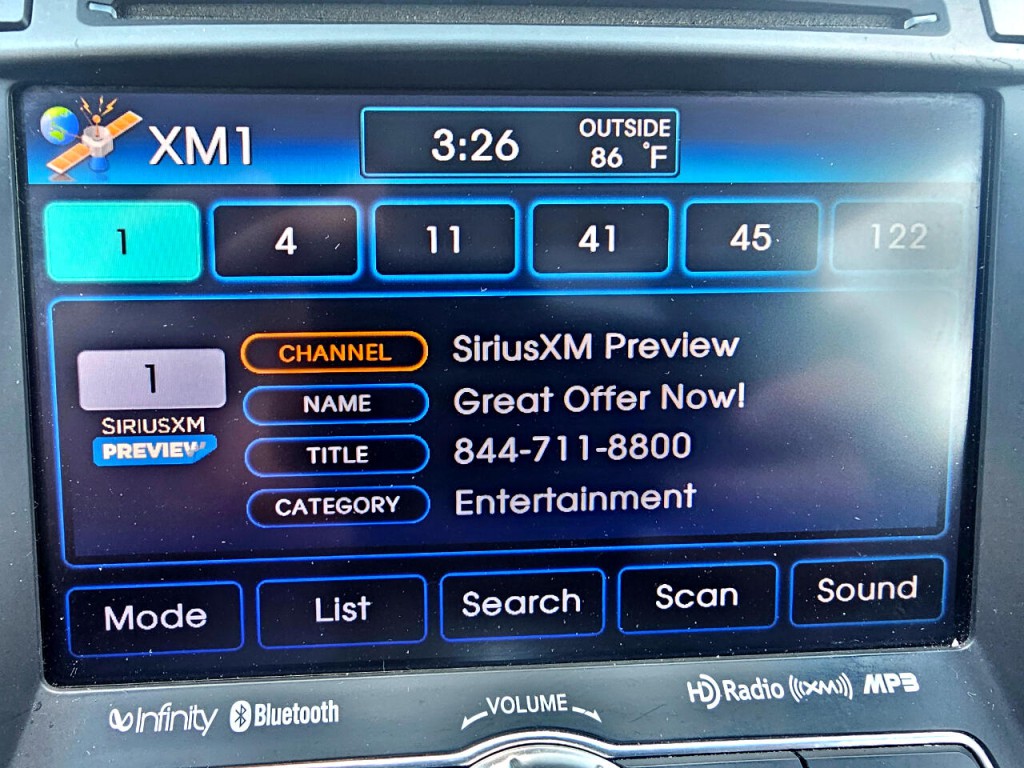 XM1
3:26
OUTSIDE
86 °F
1 4 11 41 45 122
1
SIRIUSXM
PREVIEW
CHANNEL SiriusXM Preview
NAME Great Offer Now!
TITLE 844-711-8800
CATEGORY Entertainment
Mode List Search Scan Sound
Infinity Bluetooth
VOLUME
HD Radio ((XM)) MP3